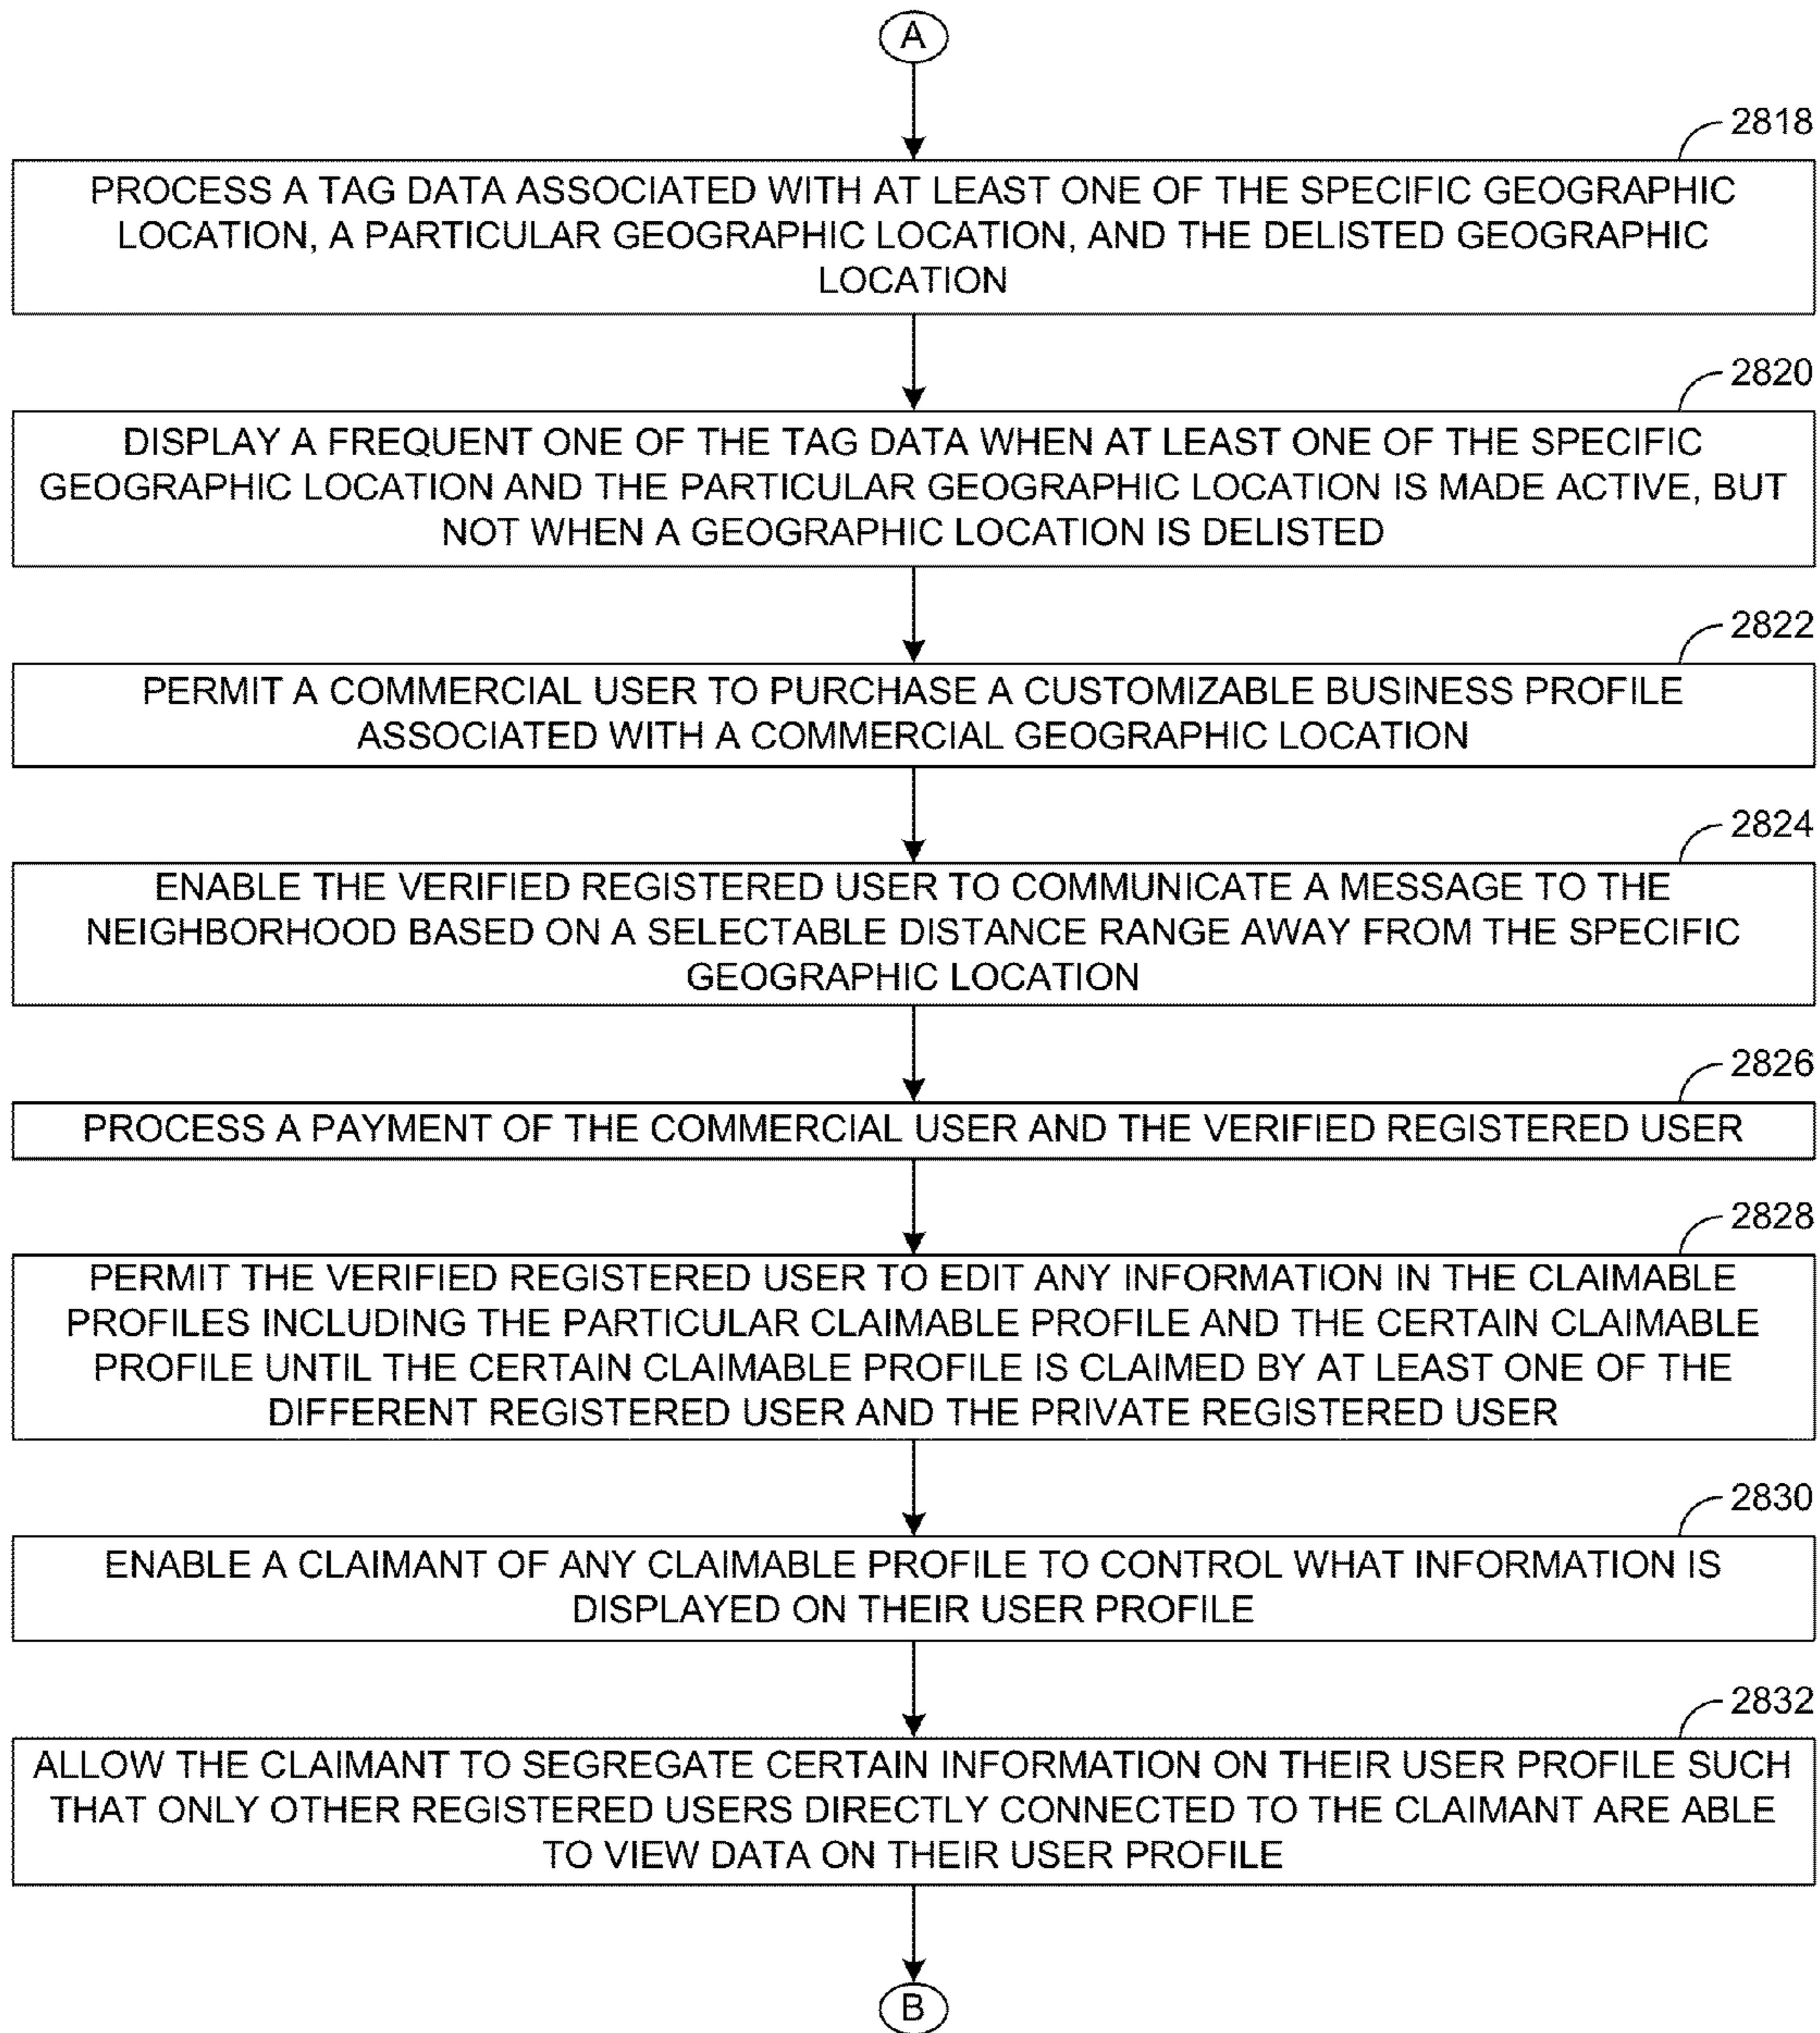 A
2818
PROCESS A TAG DATA ASSOCIATED WITH AT LEAST ONE OF THE SPECIFIC GEOGRAPHIC
LOCATION, A PARTICULAR GEOGRAPHIC LOCATION, AND THE DELISTED GEOGRAPHIC
LOCATION
2820
DISPLAY A FREQUENT ONE OF THE TAG DATA WHEN AT LEAST ONE OF THE SPECIFIC
GEOGRAPHIC LOCATION AND THE PARTICULAR GEOGRAPHIC LOCATION IS MADE ACTIVE, BUT
NOT WHEN A GEOGRAPHIC LOCATION IS DELISTED
2822
PERMIT A COMMERCIAL USER TO PURCHASE A CUSTOMIZABLE BUSINESS PROFILE
ASSOCIATED WITH A COMMERCIAL GEOGRAPHIC LOCATION
2824
ENABLE THE VERIFIED REGISTERED USER TO COMMUNICATE A MESSAGE TO THE
NEIGHBORHOOD BASED ON A SELECTABLE DISTANCE RANGE AWAY FROM THE SPECIFIC
GEOGRAPHIC LOCATION
2826
PROCESS A PAYMENT OF THE COMMERCIAL USER AND THE VERIFIED REGISTERED USER
2828
PERMIT THE VERIFIED REGISTERED USER TO EDIT ANY INFORMATION IN THE CLAIMABLE
PROFILES INCLUDING THE PARTICULAR CLAIMABLE PROFILE AND THE CERTAIN CLAIMABLE
PROFILE UNTIL THE CERTAIN CLAIMABLE PROFILE IS CLAIMED BY AT LEAST ONE OF THE
DIFFERENT REGISTERED USER AND THE PRIVATE REGISTERED USER
2830
ENABLE A CLAIMANT OF ANY CLAIMABLE PROFILE TO CONTROL WHAT INFORMATION IS
DISPLAYED ON THEIR USER PROFILE
2832
ALLOW THE CLAIMANT TO SEGREGATE CERTAIN INFORMATION ON THEIR USER PROFILE SUCH
THAT ONLY OTHER REGISTERED USERS DIRECTLY CONNECTED TO THE CLAIMANT ARE ABLE
TO VIEW DATA ON THEIR USER PROFILE
B